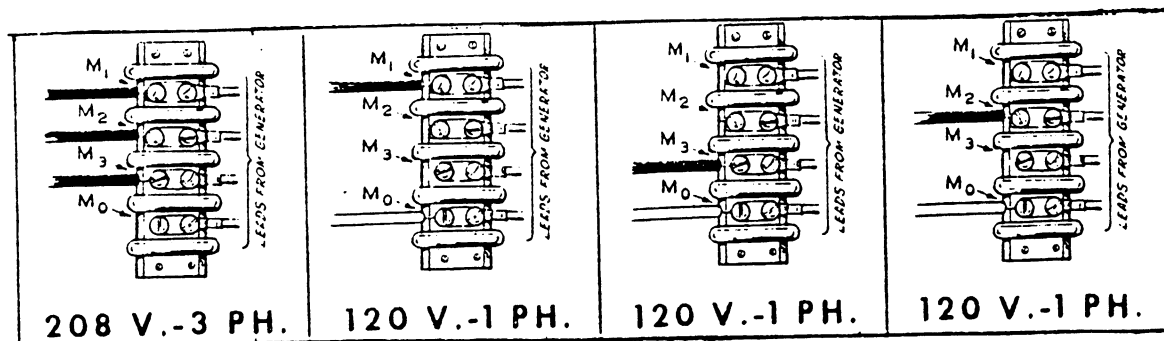 M1
M2
M3
M0
LEADS FROM GENERATOR
208 V.-3 PH.
M1
M2
M3
M0
LEADS FROM GENERATOR
120 V.-1 PH.
M1
M2
M3
M0
LEADS FROM GENERATOR
120 V.-1 PH.
M1
M2
M3
M0
LEADS FROM GENERATOR
120 V.-1 PH.